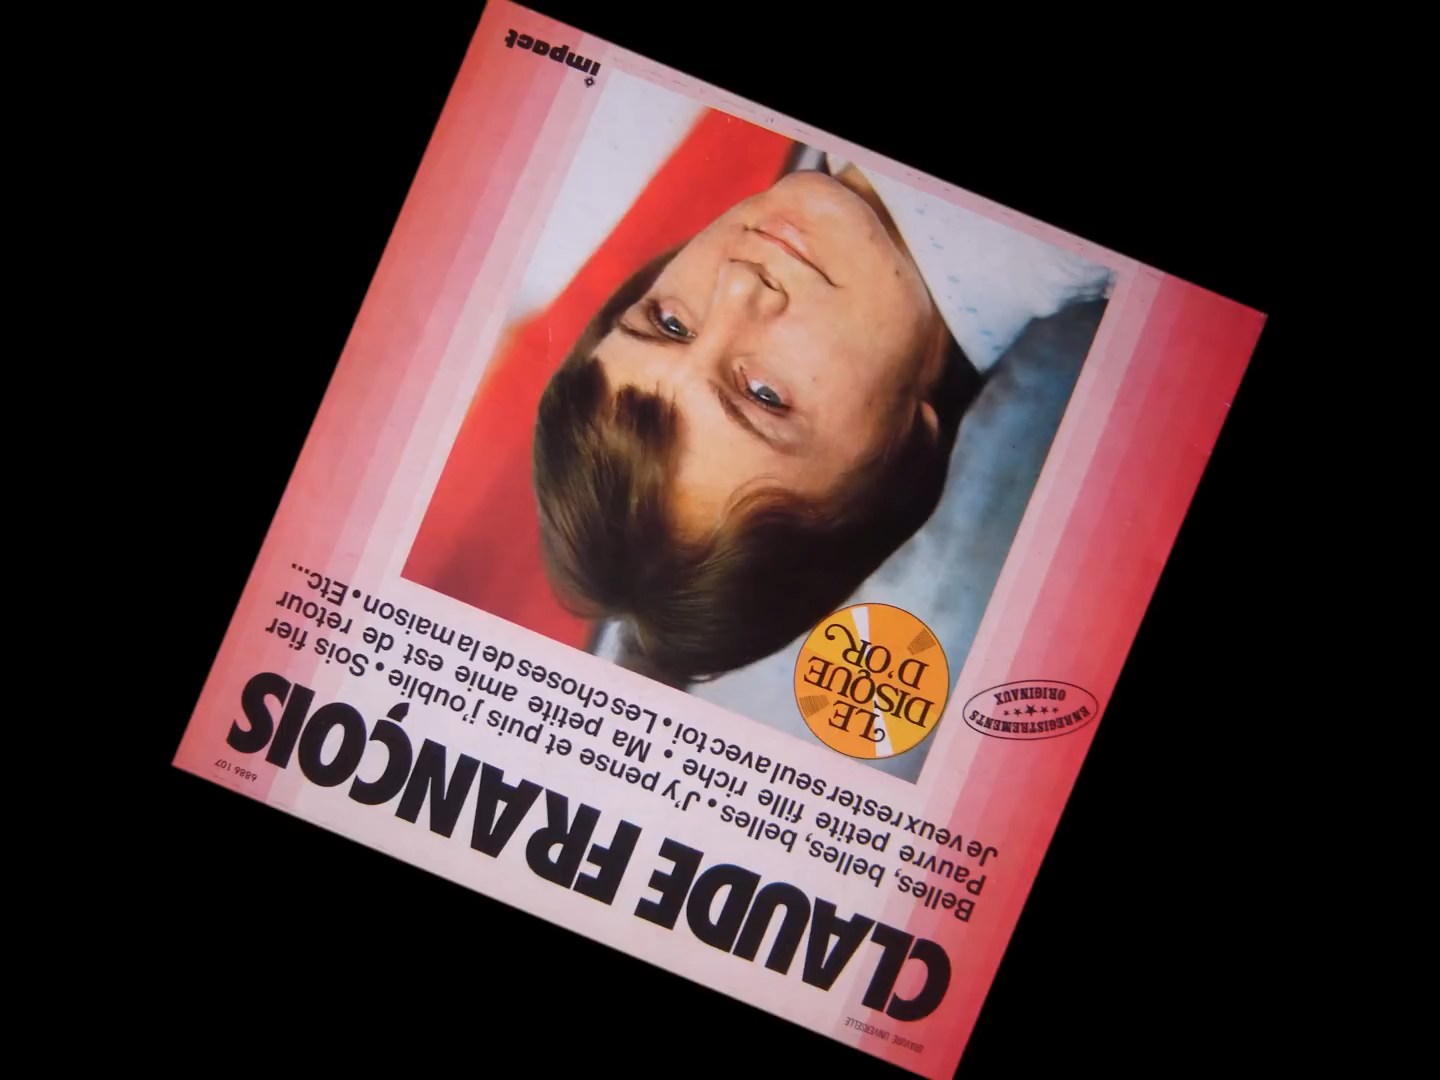 GRAVURE UNIVERSELLE
6886 107
CLAUDE FRANÇOIS
Belles, belles, belles. • J'y pense et puis j'oublie. • Sois fier
Pauvre petite fille riche • Ma petite amie est de retour
Je veux rester seul avec toi. • Les choses de la maison. • Etc...
ENREGISTREMENTS
ORIGINAUX
LE
DISQUE
D'OR
impact